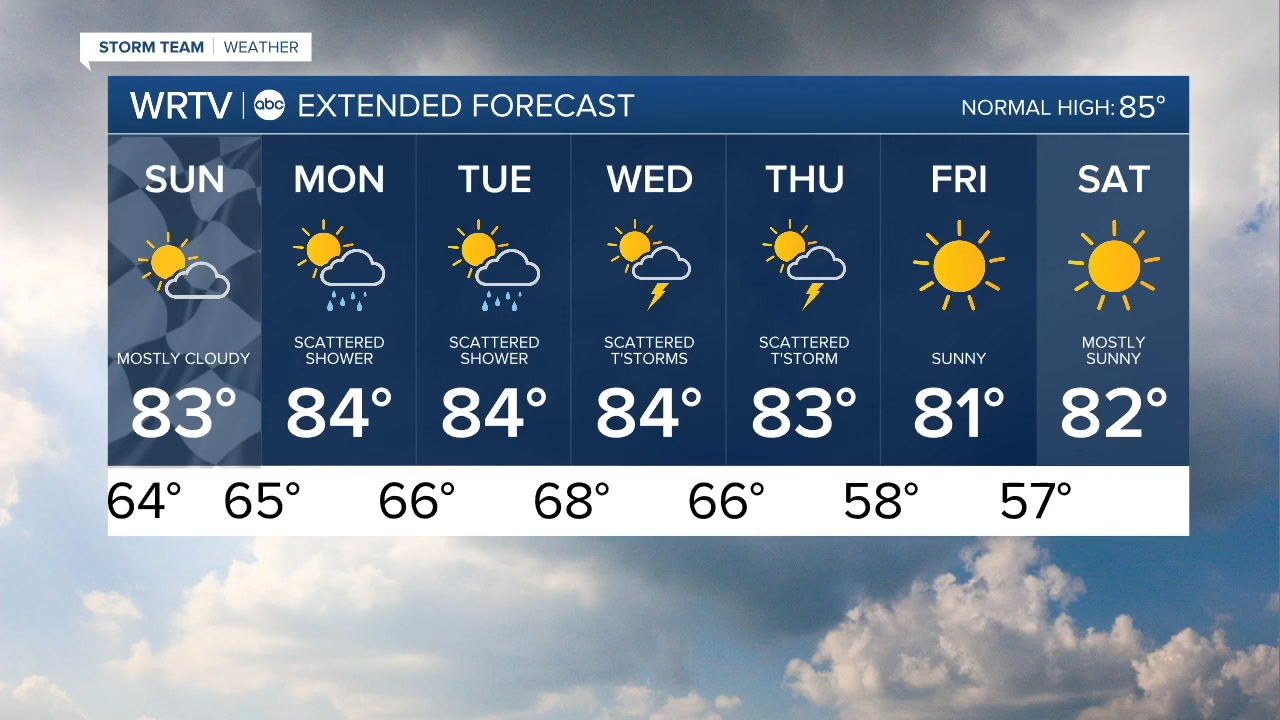 STORM TEAM | WEATHER
WRTV | abc EXTENDED FORECAST
NORMAL HIGH: 85°
SUN
MOSTLY CLOUDY
83°
MON
SCATTERED
SHOWER
84°
TUE
SCATTERED
SHOWER
84°
WED
SCATTERED
T'STORMS
84°
THU
SCATTERED
T'STORM
83°
FRI
SUNNY
81°
SAT
MOSTLY
SUNNY
82°
64° 65° 66° 68° 66° 58° 57°